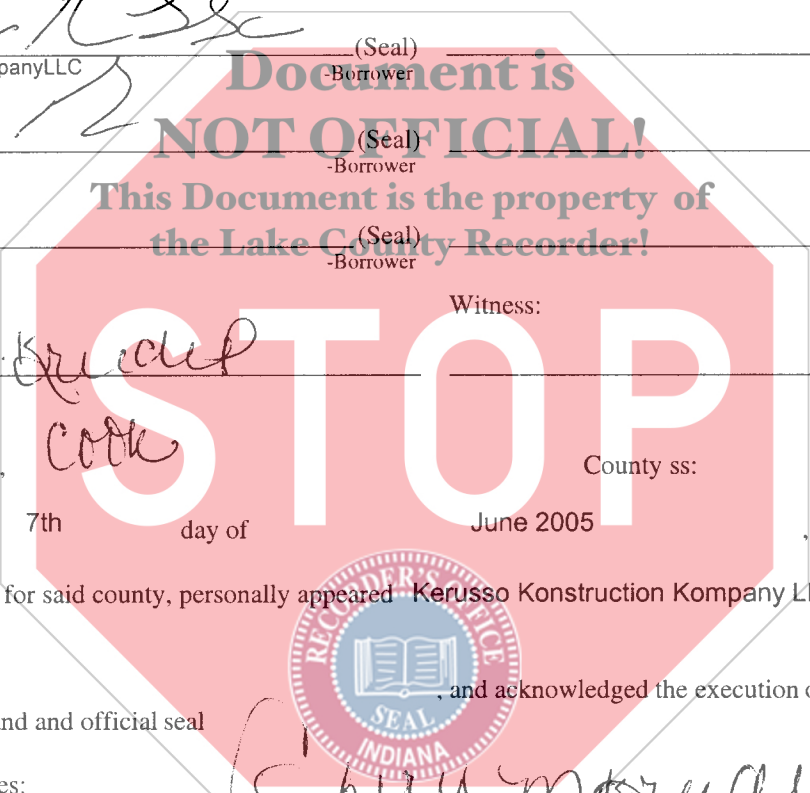 (Seal)
panyLLC
-Borrower
Document is
NOT OFFICIAL!
(Seal)
-Borrower
This Document is the property of
the Lake County Recorder!
(Seal)
-Borrower
Witness:
STOP
Cook
County ss:
7th day of June 2005 ,
for said county, personally appeared Kerusso Konstruction Kompany
RECORDER'S OFFICE
SEAL
INDIANA
, and acknowledged the execution
nd and official seal
es: